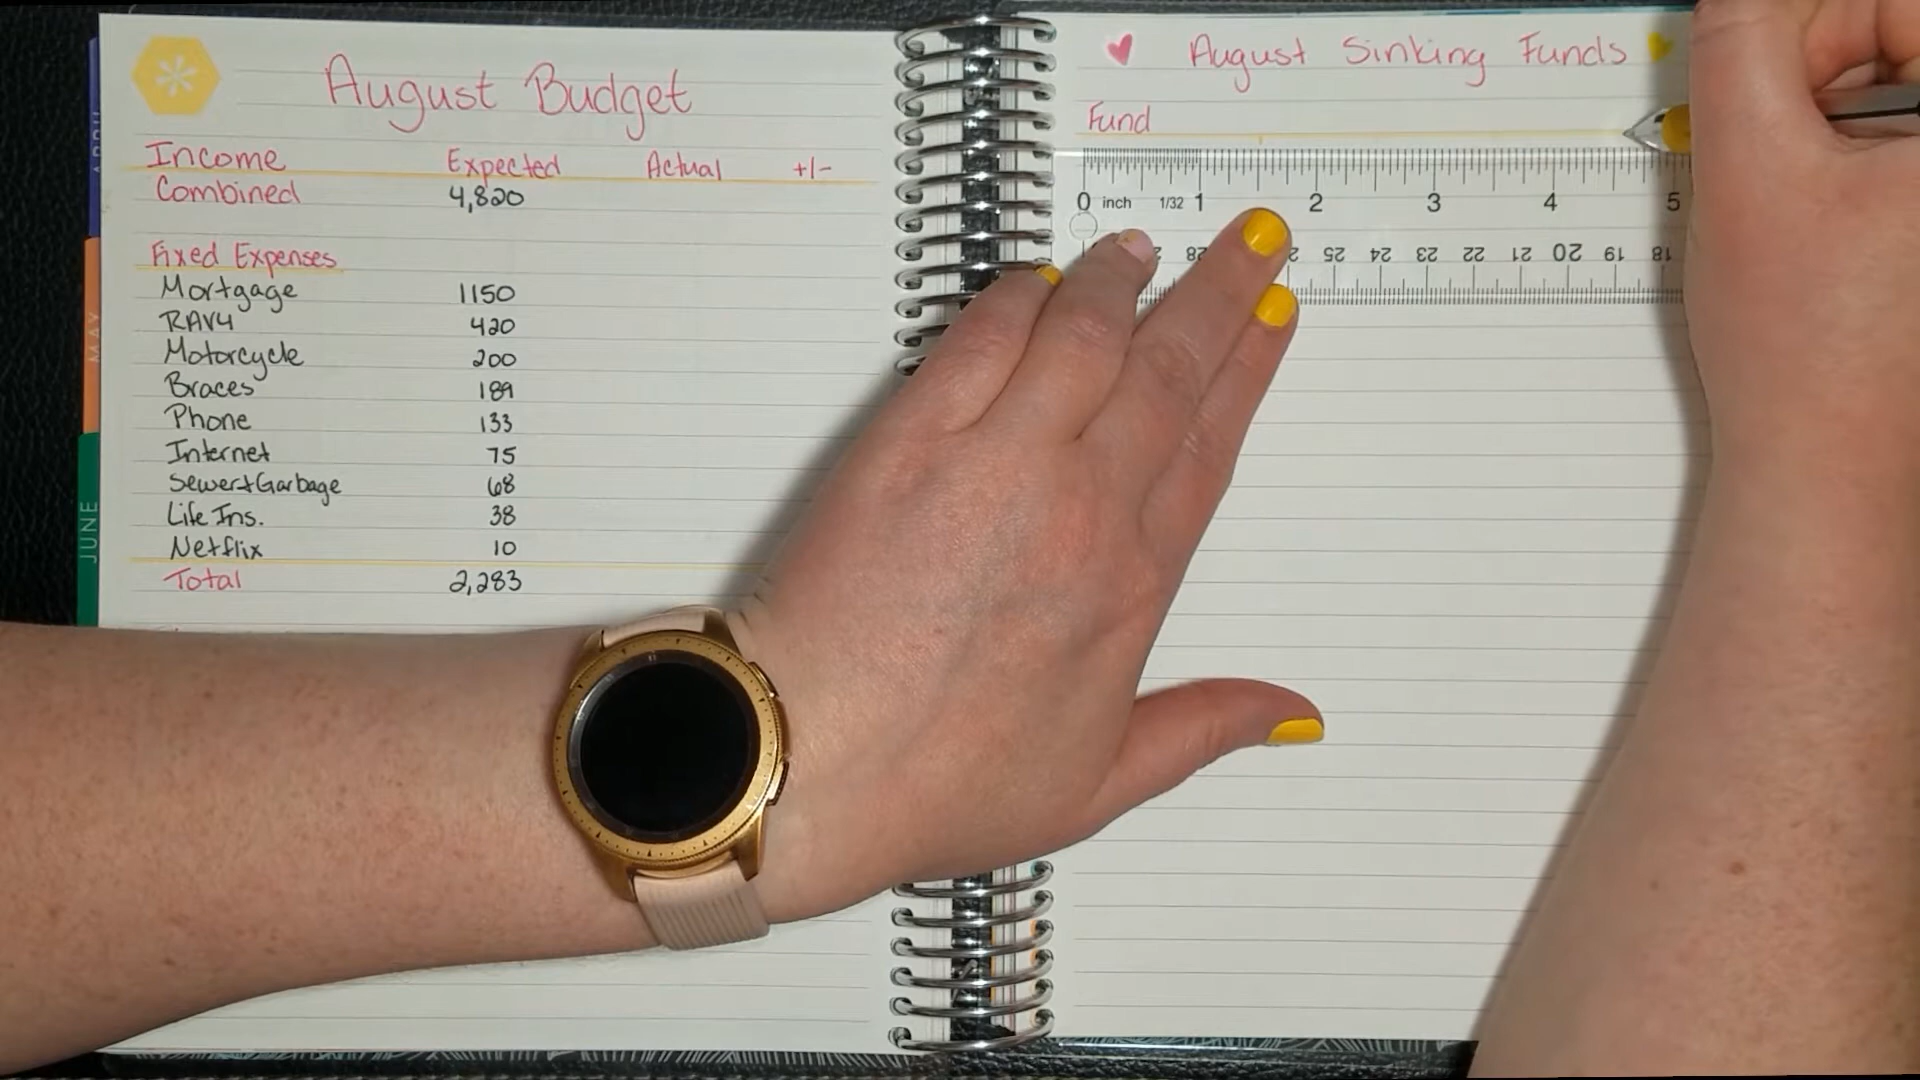 August Budget
Income Expected Actual +/-
Combined 4,820
Fixed Expenses
Mortgage 1150
RAV4 420
Motorcycle 200
Braces 189
Phone 133
Internet 75
Sewer+Garbage 68
Life Ins. 38
Netflix 10
Total 2,283
APRIL
MAY
JUNE
August Sinking Funds
Fund
0 inch 1/32 1 2 3 4 5
28 25 24 23 22 21 20 19 18